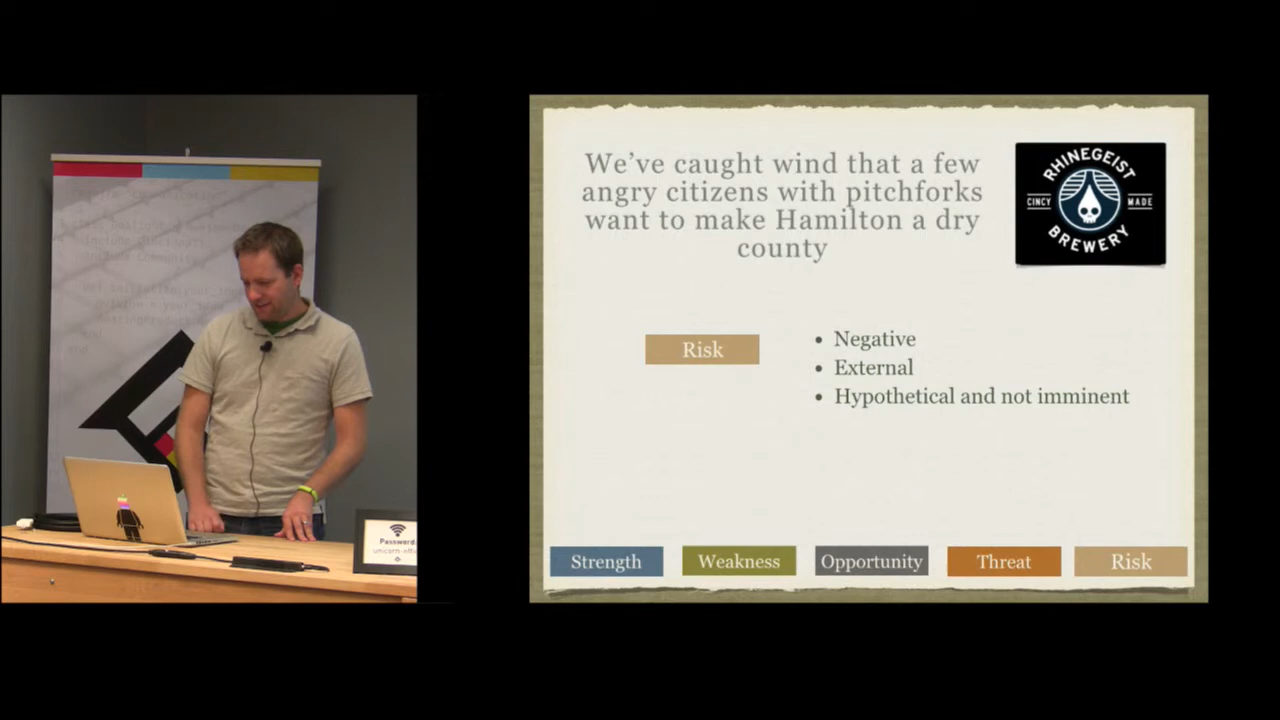 We've caught wind that a few
angry citizens with pitchforks
want to make Hamilton a dry
county
RHINEGEIST
CINCY MADE
BREWERY
Risk
• Negative
• External
• Hypothetical and not imminent
Strength
Weakness
Opportunity
Threat
Risk
Password